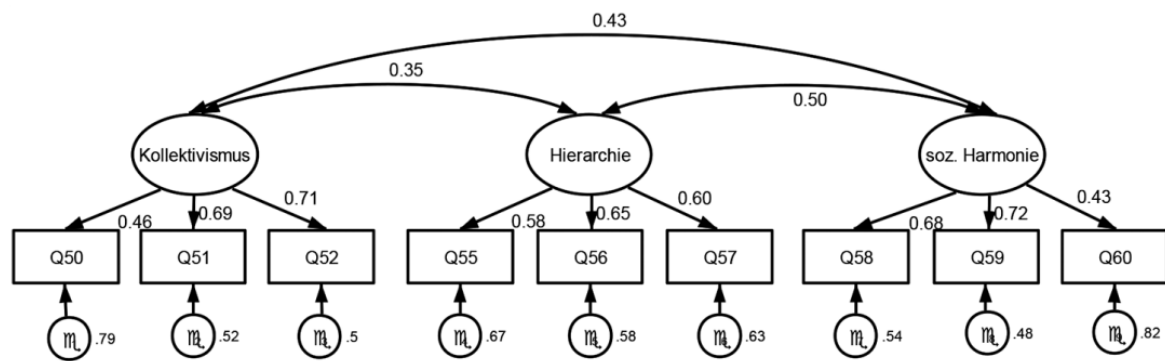 0.43
0.35
0.50
Kollektivismus Hierarchie soz. Harmonie
0.46 0.69 0.71 0.58 0.65 0.60 0.68 0.72 0.43
Q50 Q51 Q52 Q55 Q56 Q57 Q58 Q59 Q60
.79 .52 .5 .67 .58 .63 .54 .48 .82